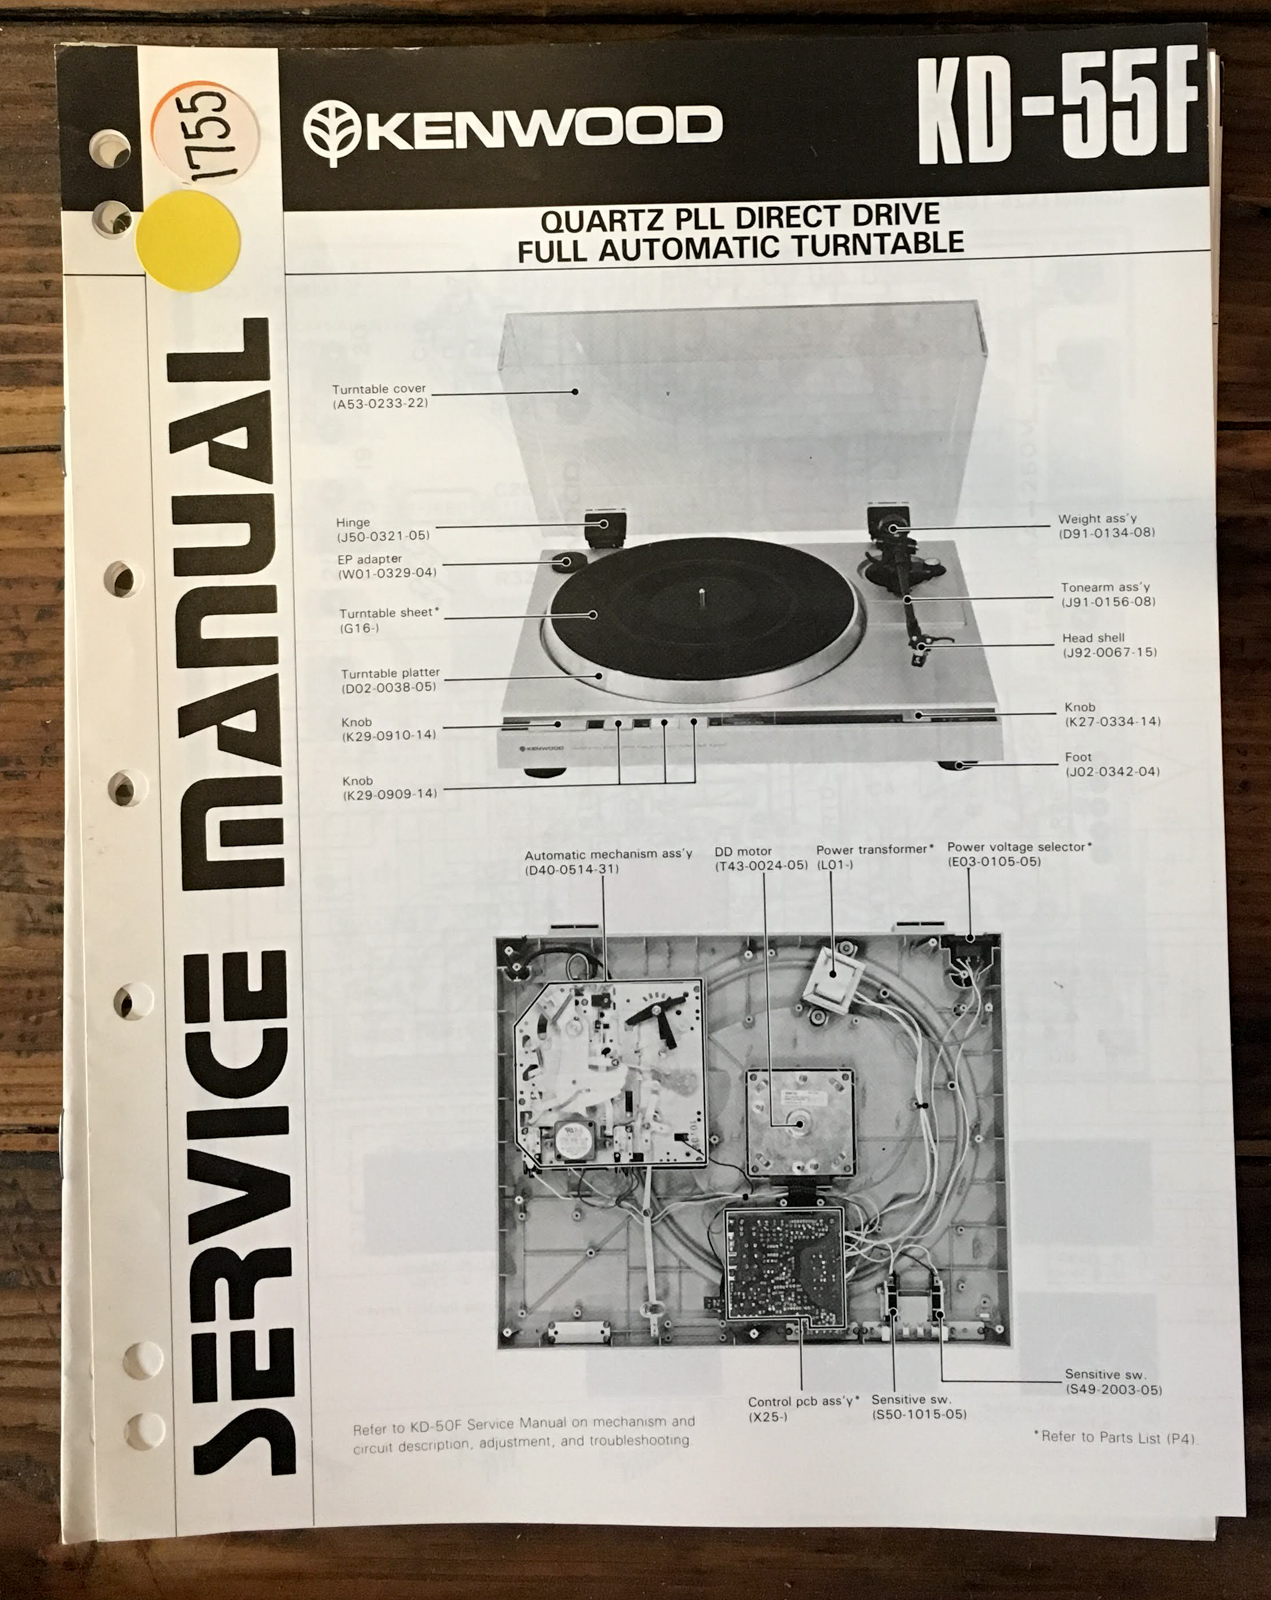 1755
KENWOOD
KD-55F
QUARTZ PLL DIRECT DRIVE
FULL AUTOMATIC TURNTABLE
SERVICE MANUAL
Turntable cover
(A53-0233-22)
Hinge
(J50-0321-05)
EP adapter
(W01-0329-04)
Turntable sheet*
(G16-)
Turntable platter
(D02-0038-05)
Knob
(K29-0910-14)
Knob
(K29-0909-14)
Weight ass'y
(D91-0134-08)
Tonearm ass'y
(J91-0156-08)
Head shell
(J92-0067-15)
Knob
(K27-0334-14)
Foot
(J02-0342-04)
KENWOOD
Automatic mechanism ass'y
(D40-0514-31)
DD motor
(T43-0024-05)
Power transformer*
(L01-)
Power voltage selector*
(E03-0105-05)
Control pcb ass'y*
(X25-)
Sensitive sw.
(S50-1015-05)
Sensitive sw.
(S49-2003-05)
Refer to KD-50F Service Manual on mechanism and
circuit description, adjustment, and troubleshooting.
*Refer to Parts List (P4).